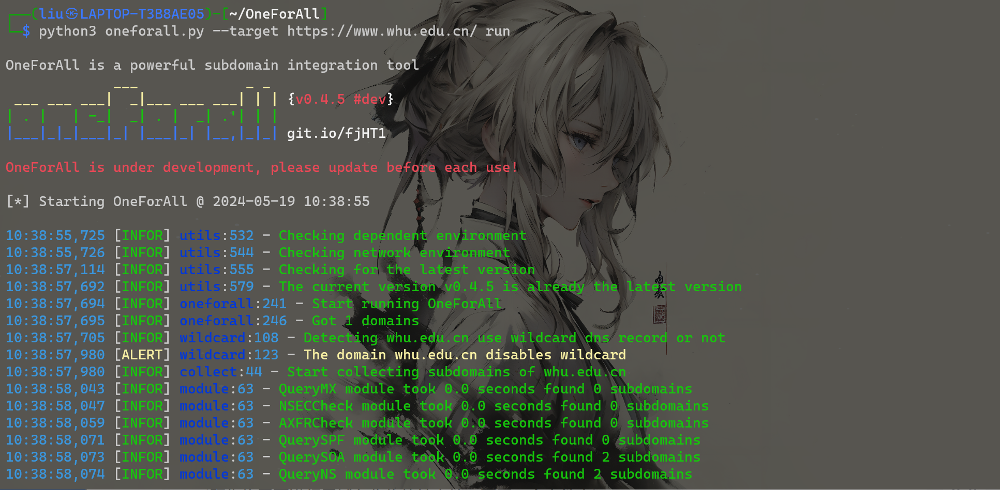 ┌──(liu㉿LAPTOP-T3B8AE05)-[~/OneForAll]
└─$ python3 oneforall.py --target https://www.whu.edu.cn/ run
OneForAll is a powerful subdomain integration tool
{v0.4.5 #dev}
git.io/fjHT1
OneForAll is under development, please update before each use!
[*] Starting OneForAll @ 2024-05-19 10:38:55
10:38:55,725 [INFOR] utils:532 - Checking dependent environment
10:38:55,726 [INFOR] utils:544 - Checking network environment
10:38:57,114 [INFOR] utils:555 - Checking for the latest version
10:38:57,692 [INFOR] utils:579 - The current version v0.4.5 is already the latest version
10:38:57,694 [INFOR] oneforall:241 - Start running OneForAll
10:38:57,695 [INFOR] oneforall:246 - Got 1 domains
10:38:57,705 [INFOR] wildcard:108 - Detecting whu.edu.cn use wildcard dns record or not
10:38:57,980 [ALERT] wildcard:123 - The domain whu.edu.cn disables wildcard
10:38:57,980 [INFOR] collect:44 - Start collecting subdomains of whu.edu.cn
10:38:58,043 [INFOR] module:63 - QueryMX module took 0.0 seconds found 0 subdomains
10:38:58,047 [INFOR] module:63 - NSECCheck module took 0.0 seconds found 0 subdomains
10:38:58,059 [INFOR] module:63 - AXFRCheck module took 0.0 seconds found 0 subdomains
10:38:58,071 [INFOR] module:63 - QuerySPF module took 0.0 seconds found 0 subdomains
10:38:58,073 [INFOR] module:63 - QuerySOA module took 0.0 seconds found 2 subdomains
10:38:58,074 [INFOR] module:63 - QueryNS module took 0.0 seconds found 2 subdomains